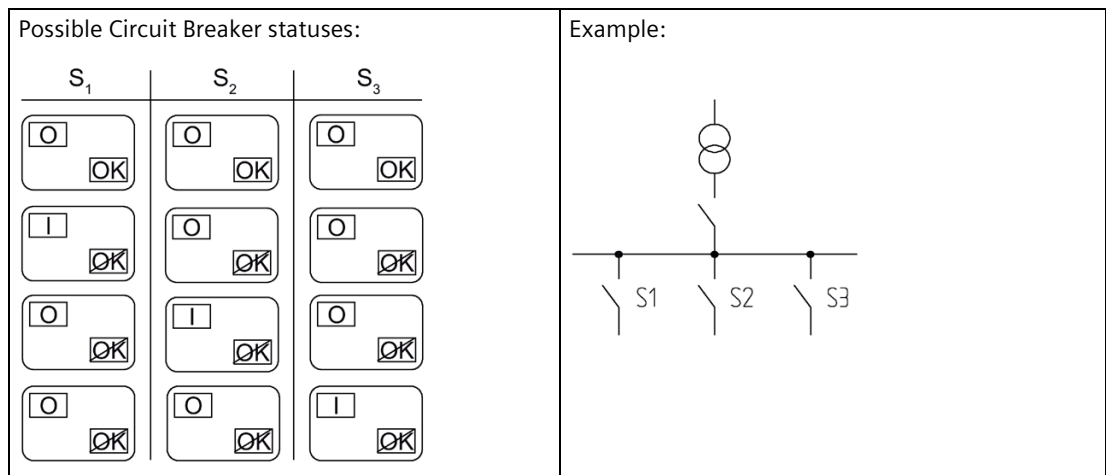 Possible Circuit Breaker statuses:
S1 S2 S3
O O O
OK OK OK
I O O
OK OK OK
O I O
OK OK OK
O O I
OK OK OK
Example:
S1 S2 S3